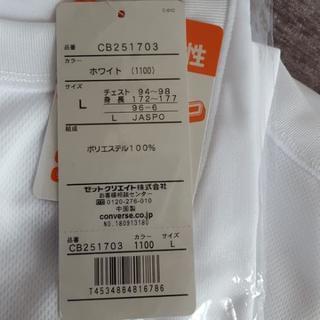 性
品番
CB251703
カラー
ホワイト (1100)
サイズ
L
チェスト 94~98
身長 172~177
96-6
L JASPO
組成
ポリエステル100%
ゼットクリエイト株式会社
お客様相談センター
0120-276-010
中国製
converse.co.jp
NO.180913180
品番 カラー サイズ
CB251703 1100 L
T4534884816786